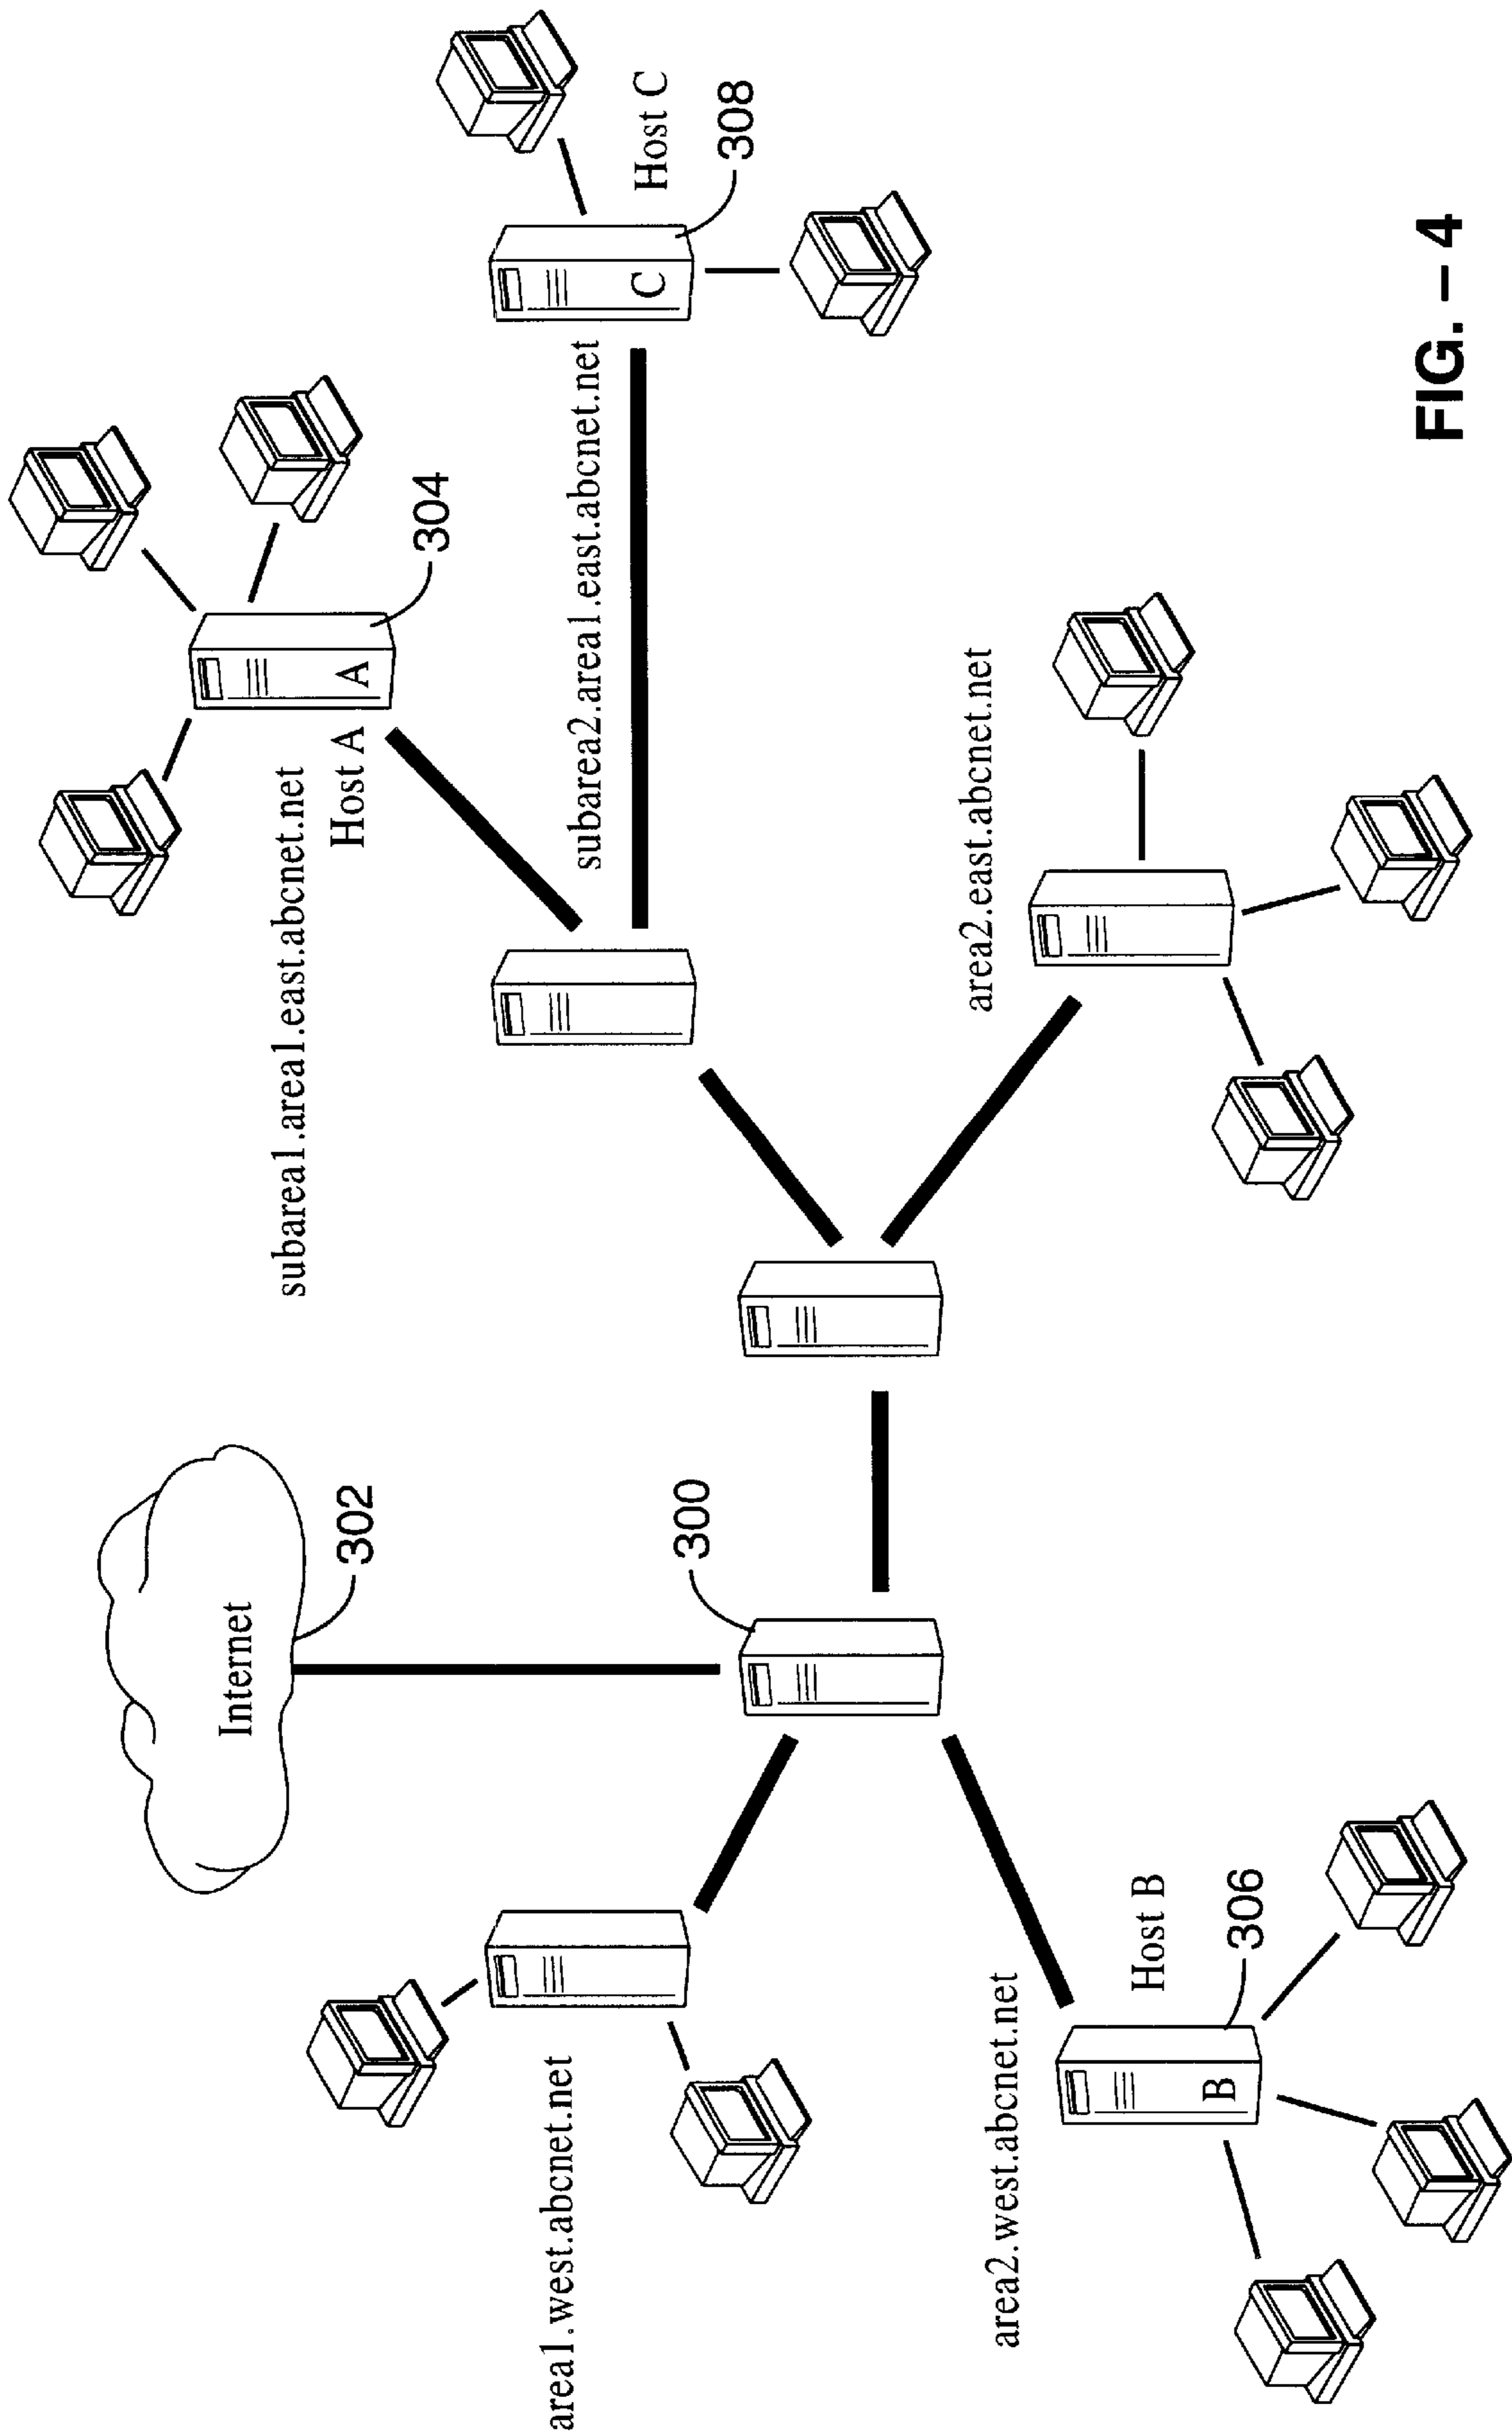 Internet
302
300
subarea1.area1.east.abcnet.net
Host A
A
304
subarea2.area1.east.abcnet.net
Host C
C
308
area1.west.abcnet.net
area2.west.abcnet.net
Host B
B
306
area2.east.abcnet.net
FIG. – 4